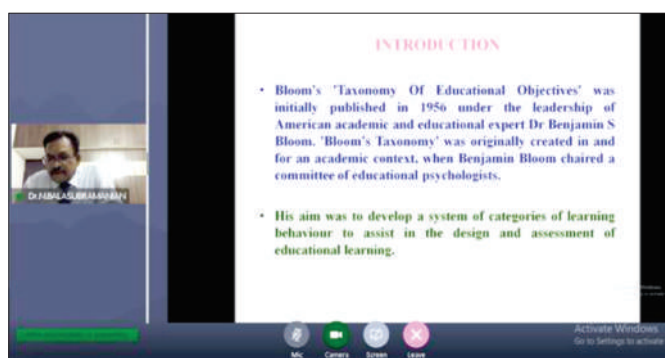 INTRODUCTION
• Bloom's 'Taxonomy Of Educational Objectives' was
initially published in 1956 under the leadership of
American academic and educational expert Dr Benjamin S
Bloom. 'Bloom's Taxonomy' was originally created in and
for an academic context, when Benjamin Bloom chaired a
committee of educational psychologists.
• His aim was to develop a system of categories of learning
behaviour to assist in the design and assessment of
educational learning.
Dr.N.BALASUBRAMANIAN
Mic Camera Screen Leave
Activate Windows
Go to Settings to activate